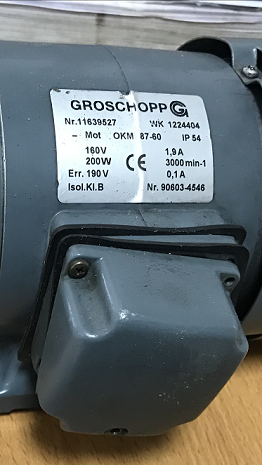 GROSCHOPP G
Nr.11639527 WK 1224404
– Mot OKM 87-60 IP 54
160V 1,9A
200W CE 3000min-1
Err. 190V 0,1A
Isol.Kl.B Nr. 90603-4546